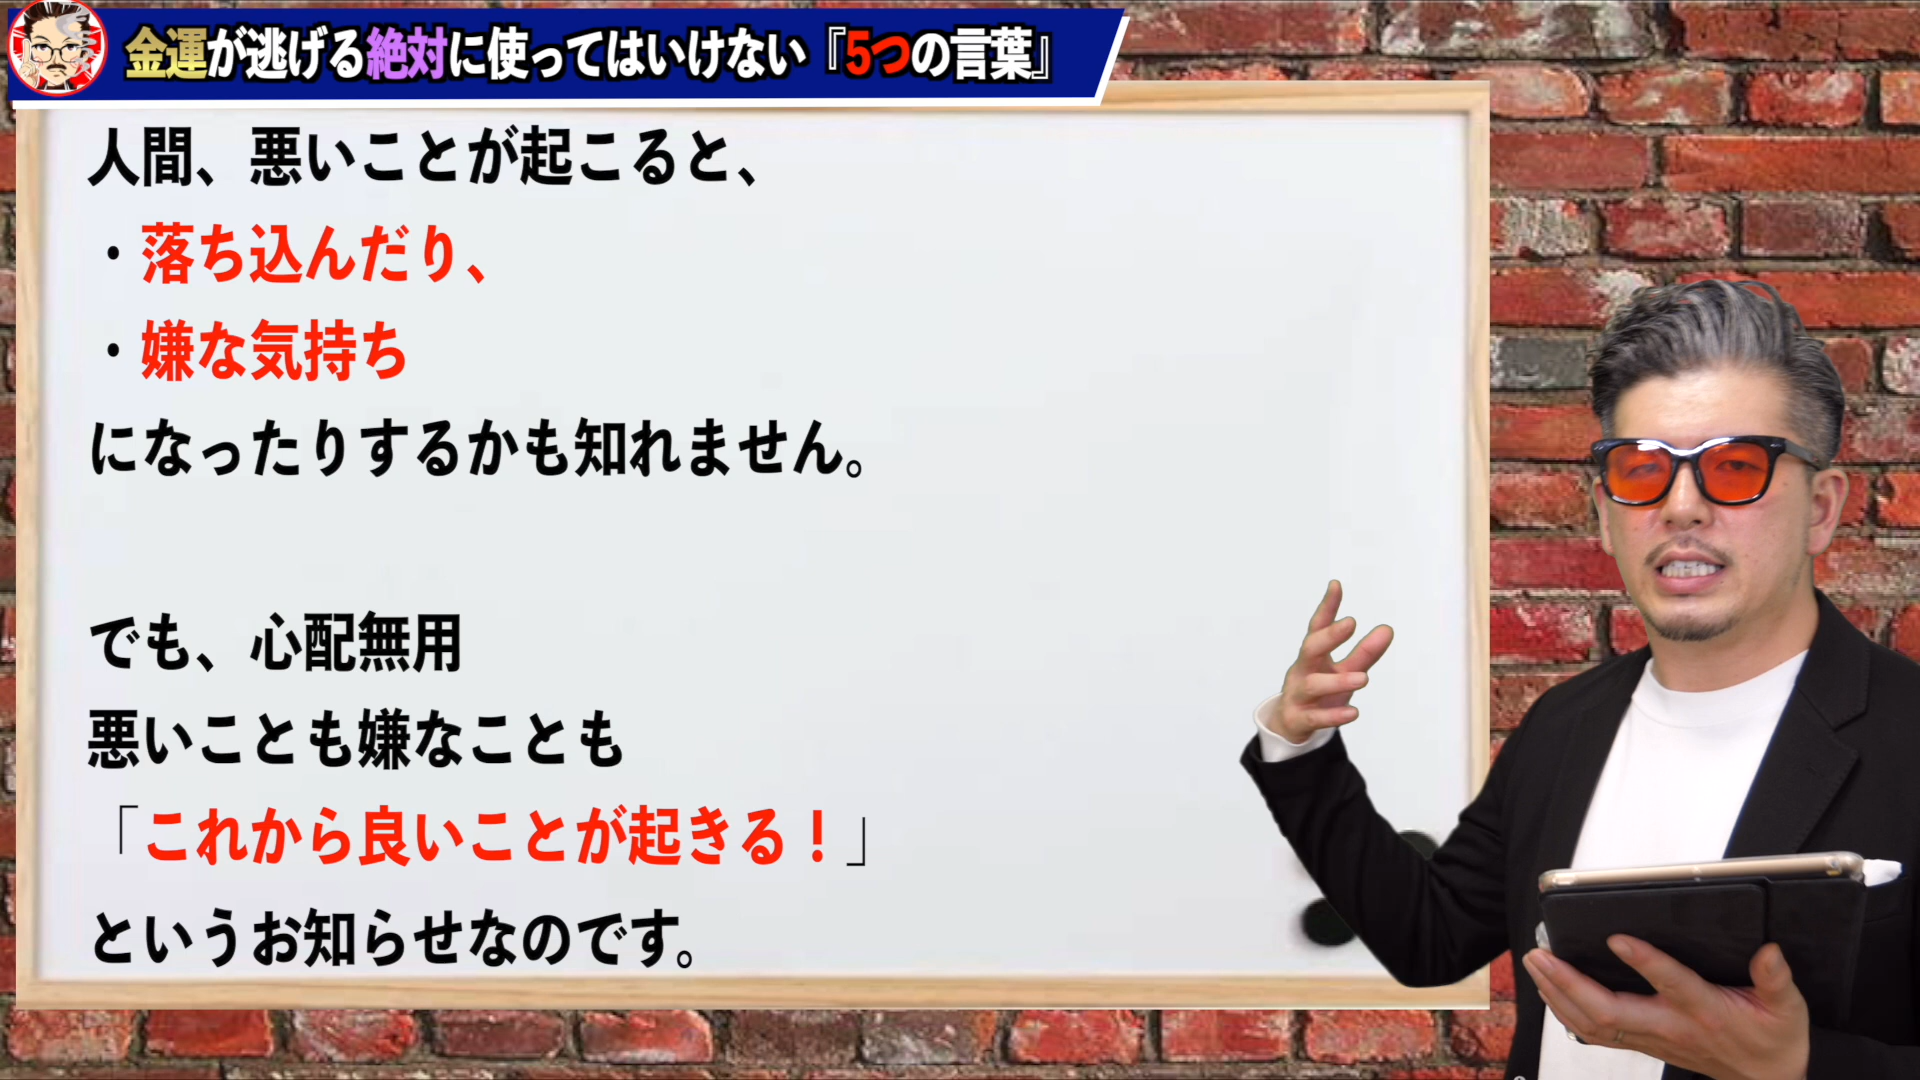 金運が逃げる絶対に使ってはいけない『5つの言葉』
人間、悪いことが起こると、
・落ち込んだり、
・嫌な気持ち
になったりするかも知れません。
でも、心配無用
悪いことも嫌なことも
「これから良いことが起きる！」
というお知らせなのです。